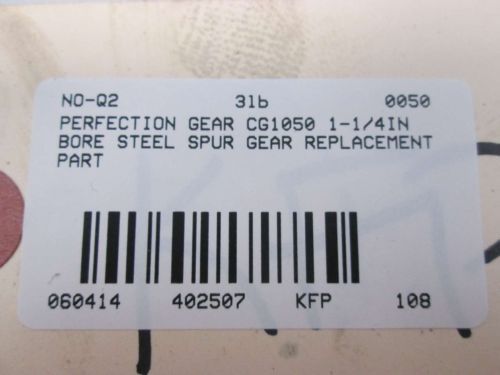 NO-Q2 3lb 0050
PERFECTION GEAR CG1050 1-1/4IN
BORE STEEL SPUR GEAR REPLACEMENT
PART
060414 402507 KFP 108